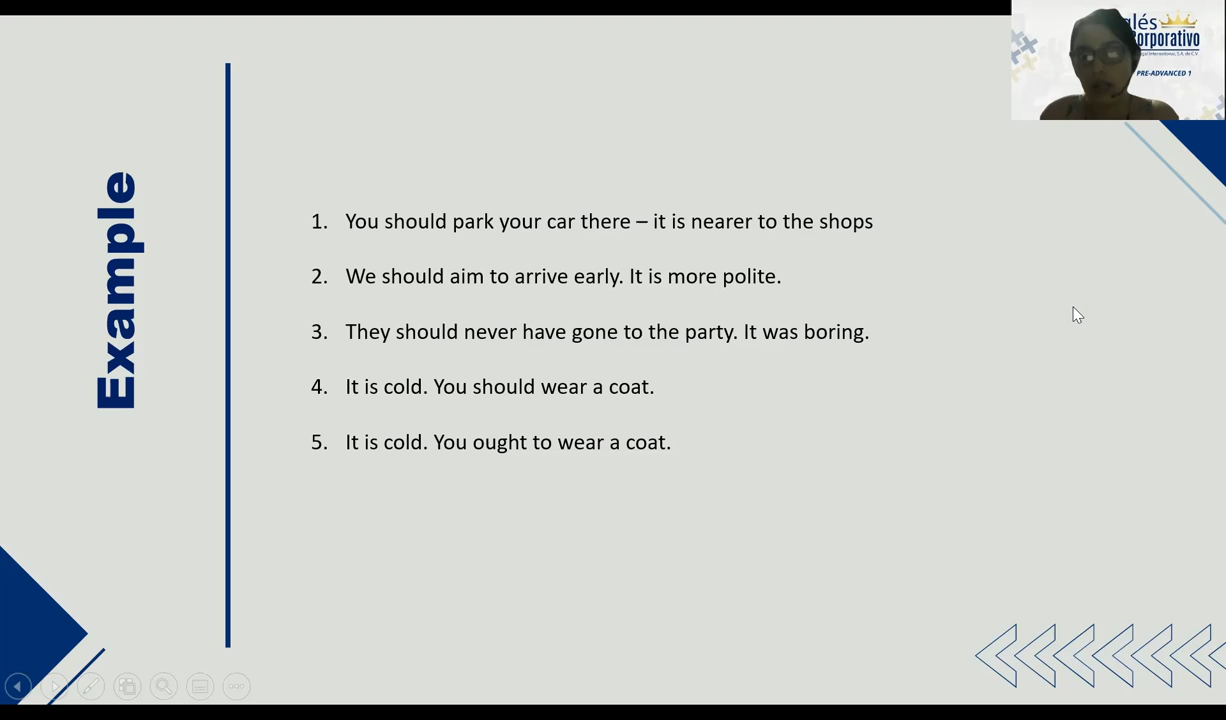 Example
1. You should park your car there – it is nearer to the shops
2. We should aim to arrive early. It is more polite.
3. They should never have gone to the party. It was boring.
4. It is cold. You should wear a coat.
5. It is cold. You ought to wear a coat.
glés
Corporativo
PRE-ADVANCED 1